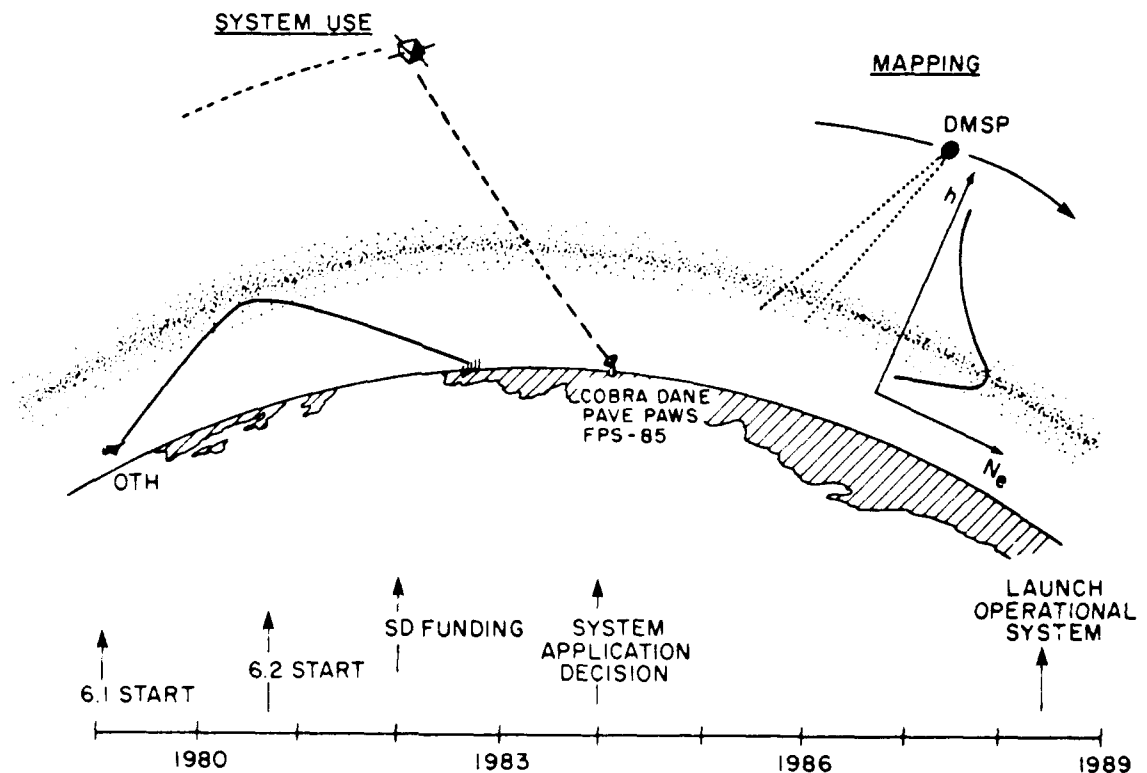 SYSTEM USE
MAPPING
DMSP
h
COBRA DANE
PAVE PAWS
FPS-85
OTH
Ne
LAUNCH
OPERATIONAL
SYSTEM
SD FUNDING
SYSTEM
APPLICATION
DECISION
6.2 START
6.1 START
1980
1983
1986
1989